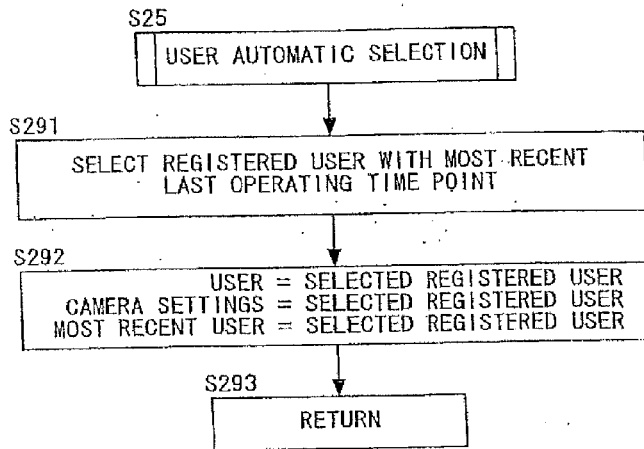 S25
USER AUTOMATIC SELECTION
S291
SELECT REGISTERED USER WITH MOST RECENT
LAST OPERATING TIME POINT
S292
USER = SELECTED REGISTERED USER
CAMERA SETTINGS = SELECTED REGISTERED USER
MOST RECENT USER = SELECTED REGISTERED USER
S293
RETURN